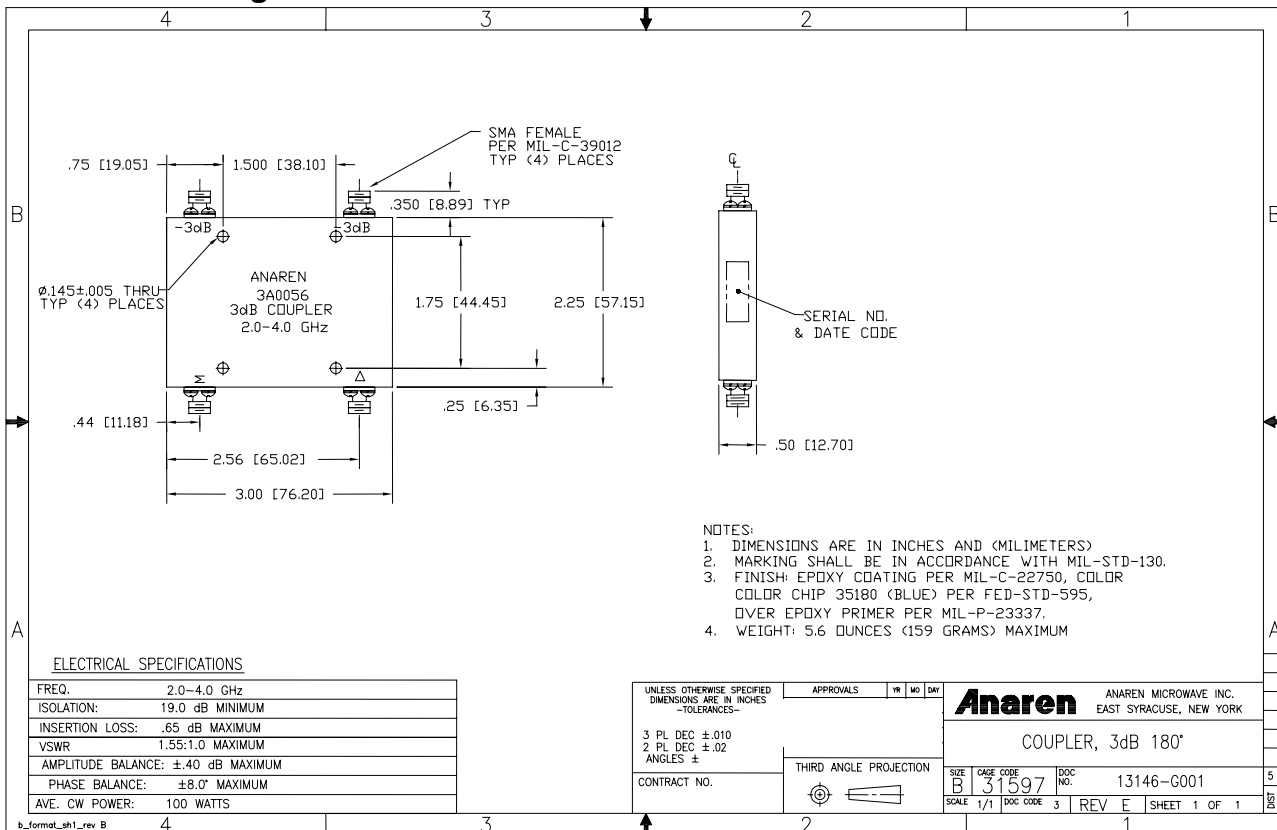 g
4 3 2 1
B
B
A
A
.75 [19.05]
1.500 [38.10]
SMA FEMALE
PER MIL-C-39012
TYP (4) PLACES
.350 [8.89] TYP
-3dB
-3dB
ø.145±.005 THRU
TYP (4) PLACES
ANAREN
3A0056
3dB COUPLER
2.0-4.0 GHz
1.75 [44.45]
2.25 [57.15]
Σ
Δ
.25 [6.35]
.44 [11.18]
2.56 [65.02]
3.00 [76.20]
℄
SERIAL NO.
& DATE CODE
.50 [12.70]
NOTES:
1. DIMENSIONS ARE IN INCHES AND (MILIMETERS)
2. MARKING SHALL BE IN ACCORDANCE WITH MIL-STD-130.
3. FINISH: EPOXY COATING PER MIL-C-22750, COLOR
COLOR CHIP 35180 (BLUE) PER FED-STD-595,
OVER EPOXY PRIMER PER MIL-P-23337.
4. WEIGHT: 5.6 OUNCES (159 GRAMS) MAXIMUM
ELECTRICAL SPECIFICATIONS
FREQ. 2.0-4.0 GHz
ISOLATION: 19.0 dB MINIMUM
INSERTION LOSS: .65 dB MAXIMUM
VSWR 1.55:1.0 MAXIMUM
AMPLITUDE BALANCE: ±.40 dB MAXIMUM
PHASE BALANCE: ±8.0° MAXIMUM
AVE. CW POWER: 100 WATTS
UNLESS OTHERWISE SPECIFIED
DIMENSIONS ARE IN INCHES
-TOLERANCES-
3 PL DEC ±.010
2 PL DEC ±.02
ANGLES ±
CONTRACT NO.
APPROVALS YR MO DAY
THIRD ANGLE PROJECTION
Anaren
ANAREN MICROWAVE INC.
EAST SYRACUSE, NEW YORK
COUPLER, 3dB 180°
SIZE B CAGE CODE 31597 DOC NO. 13146-G001
SCALE 1/1 DOC CODE 3 REV E SHEET 1 OF 1
5
DIST
b_format_sh1_rev B
4 3 2 1